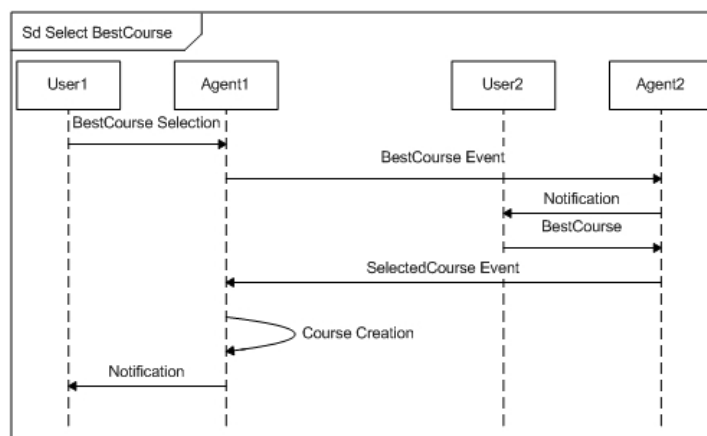 Sd Select BestCourse
User1
Agent1
User2
Agent2
BestCourse Selection
BestCourse Event
Notification
BestCourse
SelectedCourse Event
Course Creation
Notification